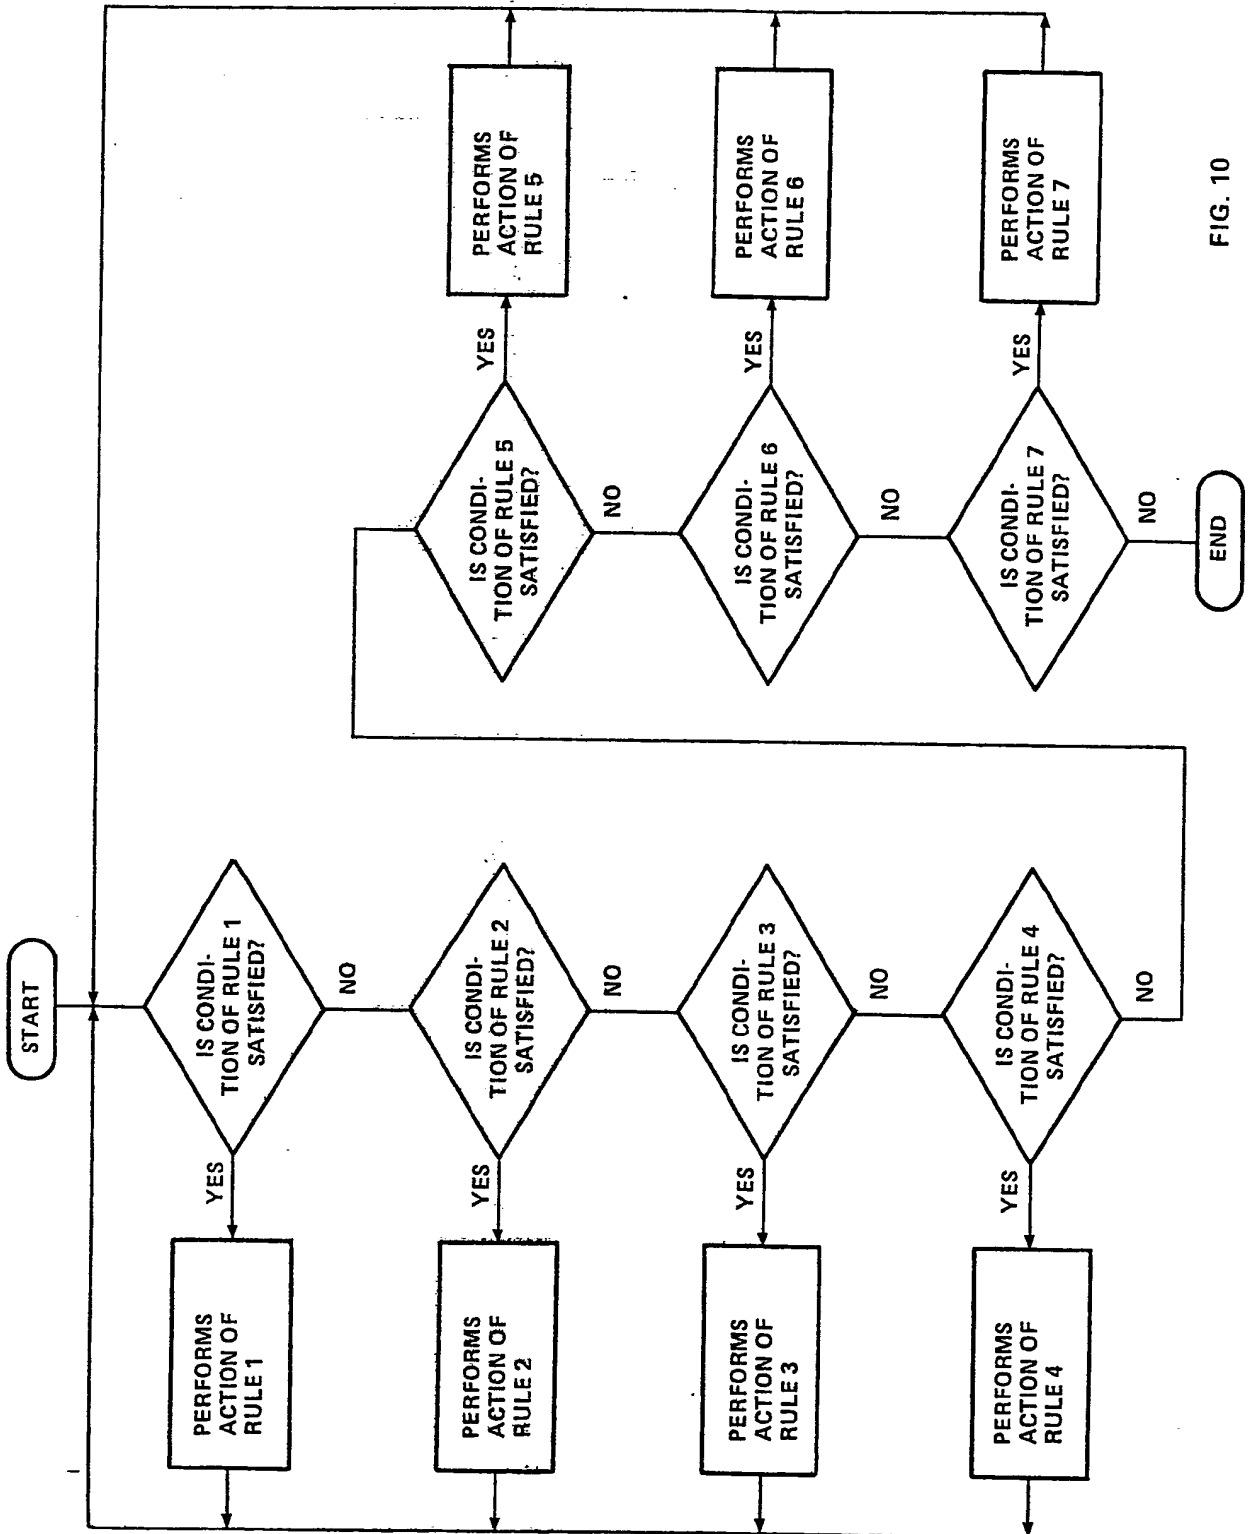 START
IS CONDI-
TION OF RULE 1
SATISFIED?
YES
PERFORMS
ACTION OF
RULE 1
NO
IS CONDI-
TION OF RULE 2
SATISFIED?
YES
PERFORMS
ACTION OF
RULE 2
NO
IS CONDI-
TION OF RULE 3
SATISFIED?
YES
PERFORMS
ACTION OF
RULE 3
NO
IS CONDI-
TION OF RULE 4
SATISFIED?
YES
PERFORMS
ACTION OF
RULE 4
NO
IS CONDI-
TION OF RULE 5
SATISFIED?
YES
PERFORMS
ACTION OF
RULE 5
NO
IS CONDI-
TION OF RULE 6
SATISFIED?
YES
PERFORMS
ACTION OF
RULE 6
NO
IS CONDI-
TION OF RULE 7
SATISFIED?
YES
PERFORMS
ACTION OF
RULE 7
NO
END
FIG. 10